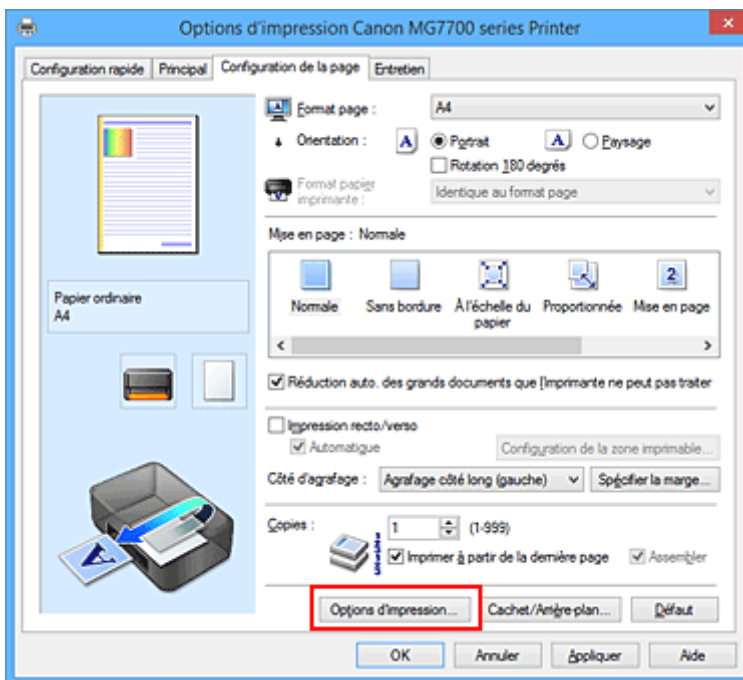 Options d'impression Canon MG7700 series Printer
Configuration rapide Principal Configuration de la page Entretien
Format page : A4
Orientation : A Portrait A Paysage
Rotation 180 degrés
Format papier
imprimante : Identique au format page
Mise en page : Normale
Papier ordinaire
A4
2
Normale Sans bordure À l'échelle du
papier Proportionnée Mise en page
Réduction auto. des grands documents que l'imprimante ne peut pas traiter
Impression recto/verso
Automatique Configuration de la zone imprimable...
Côté d'agrafage : Agrafage côté long (gauche) Spécifier la marge...
Copies : 1 (1-999)
Imprimer à partir de la dernière page Assembler
Options d'impression... Cachet/Arrière-plan... Défaut
OK Annuler Appliquer Aide